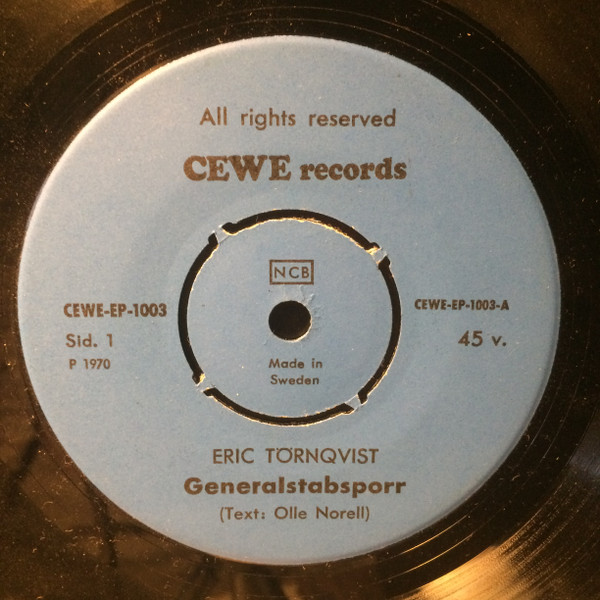 All rights reserved
CEWE records
NCB
CEWE-EP-1003
CEWE-EP-1003-A
Sid. 1
45 v.
P 1970
Made in
Sweden
ERIC TÖRNQVIST
Generalstabsporr
(Text: Olle Norell)